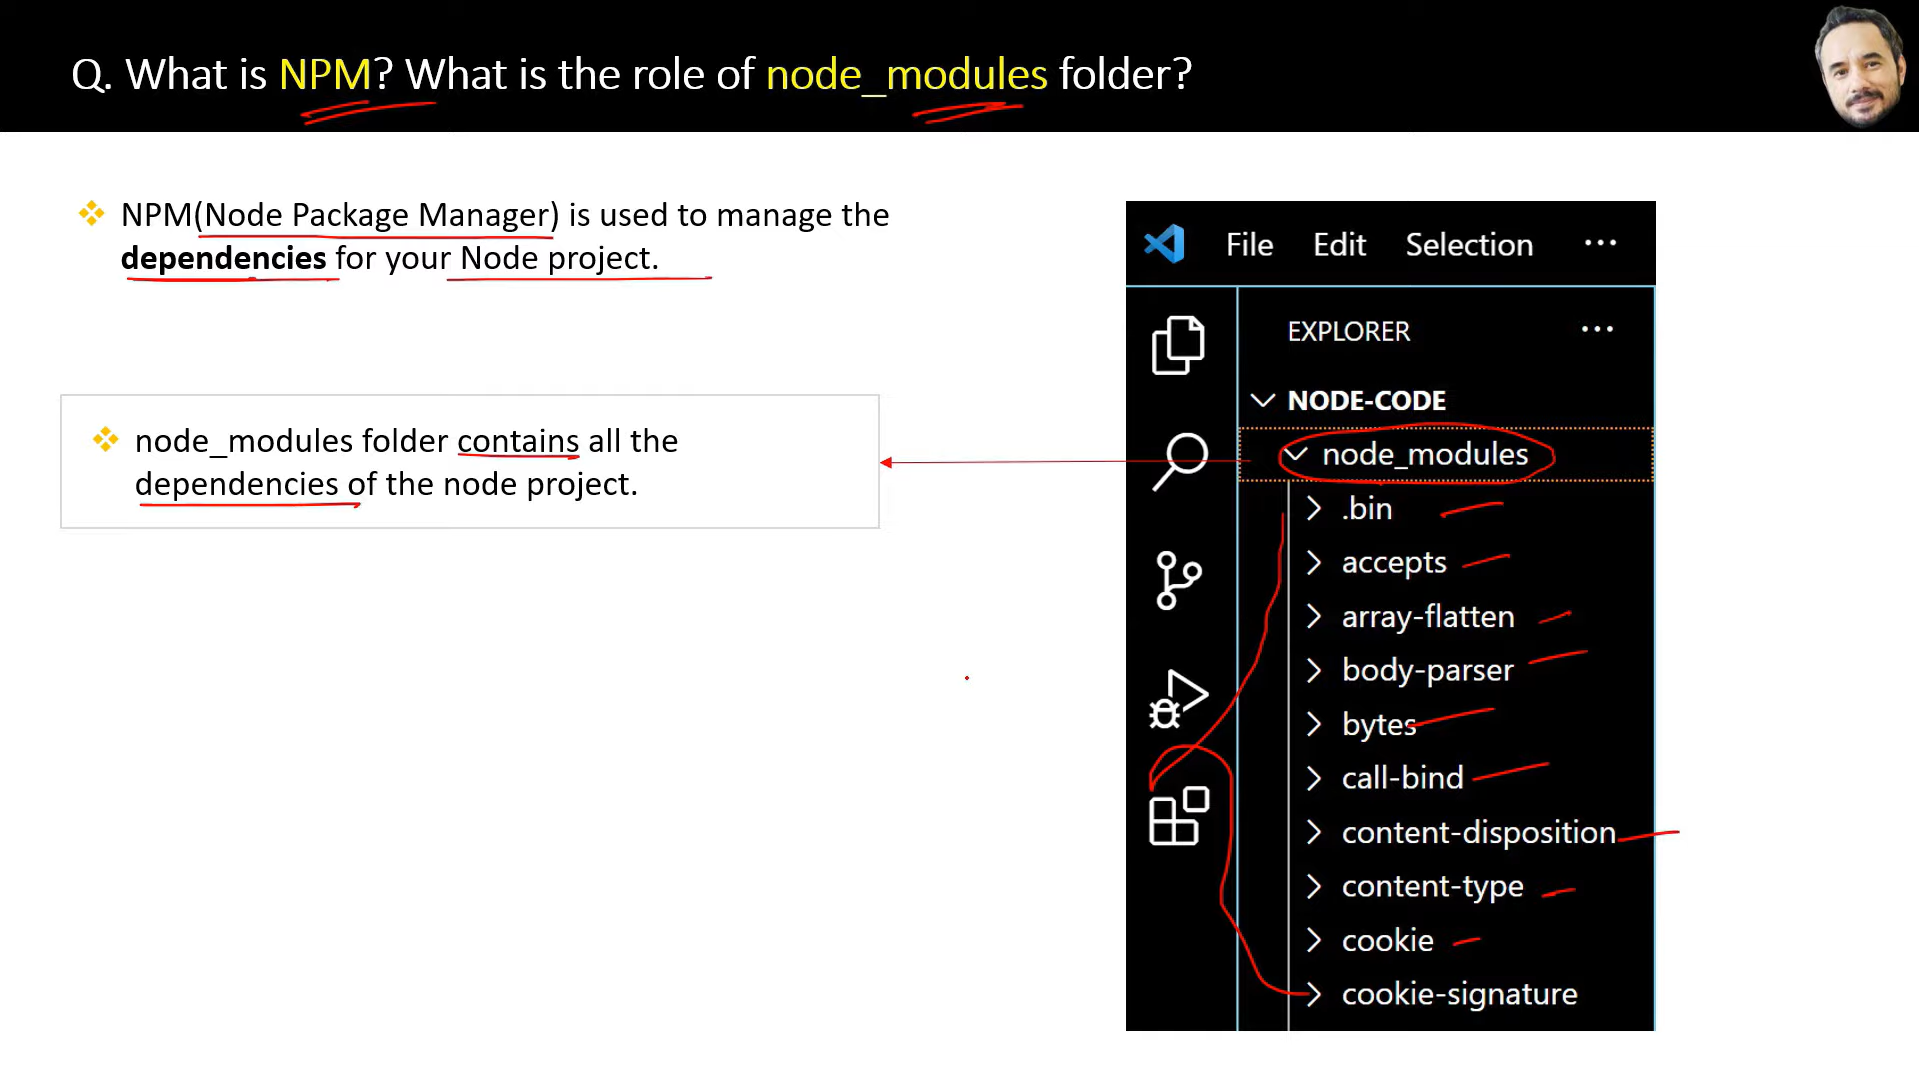 Q. What is NPM? What is the role of node_modules folder?
NPM(Node Package Manager) is used to manage the
dependencies for your Node project.
node_modules folder contains all the
dependencies of the node project.
File Edit Selection ...
EXPLORER ...
NODE-CODE
node_modules
.bin
accepts
array-flatten
body-parser
bytes
call-bind
content-disposition
content-type
cookie
cookie-signature